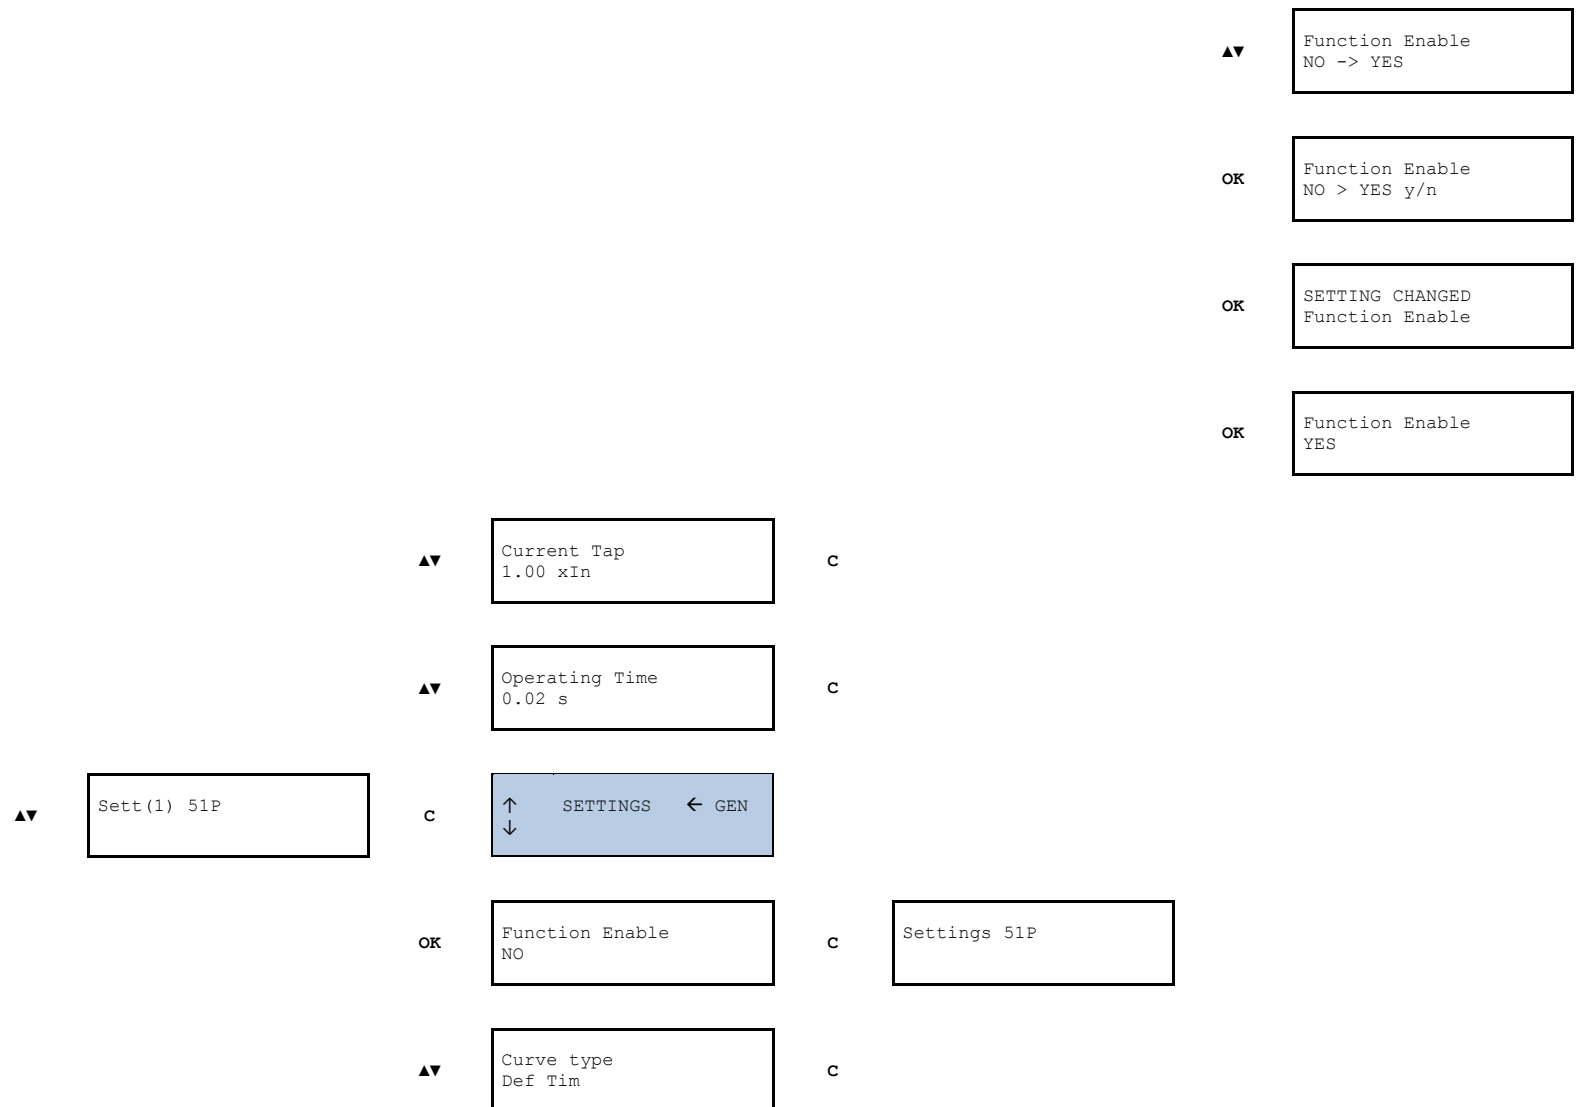 ▲▼
Function Enable
NO -> YES
OK
Function Enable
NO > YES y/n
OK
SETTING CHANGED
Function Enable
OK
Function Enable
YES
▲▼
Current Tap
1.00 xIn
C
▲▼
Operating Time
0.02 s
C
▲▼
Sett(1) 51P
C
↑ SETTINGS ← GEN
↓
OK
Function Enable
NO
C
Settings 51P
▲▼
Curve type
Def Tim
C